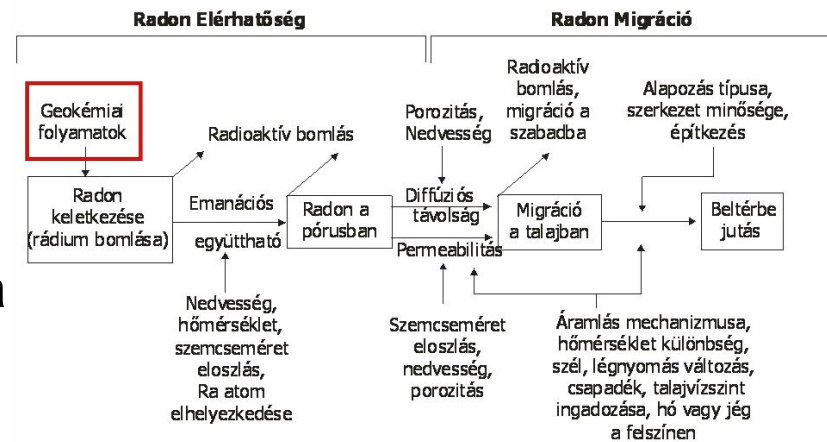 Radon Elérhatőség
Radon Migráció
Geokémiai
folyamatok
Radioaktív bomlás
Porozitás,
Nedvesség
Radioaktív
bomlás,
migráció a
szabadba
Alapozás típusa,
szerkezet minősége,
építkezés
Radon
keletkezése
(rádium bomlása)
Emanációs
együttható
Radon a
pórusban
Diffúziós
távolság
Permeabilitás
Migráció
a talajban
Beltérbe
jutás
Nedvesség,
hőmérséklet,
szemcseméret
eloszlás,
Ra atom
elhelyezkedése
Szemcseméret
eloszlás,
nedvesség,
porozitás
Áramlás mechanizmusa,
hőmérséklet különbség,
szél, légnyomás változás,
csapadék, talajvízszint
ingadozása, hó vagy jég
a felszínen